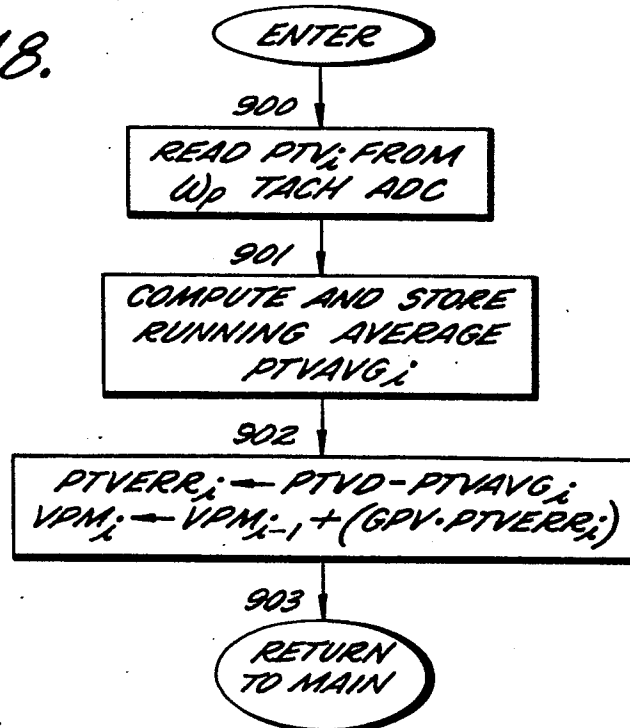 18.
ENTER
900
READ PTVi FROM
ωp TACH ADC
901
COMPUTE AND STORE
RUNNING AVERAGE
PTVAVGi
902
PTVERRi ← PTVD-PTVAVGi
VPMi ← VPMi-1 + (GPV·PTVERRi)
903
RETURN
TO MAIN